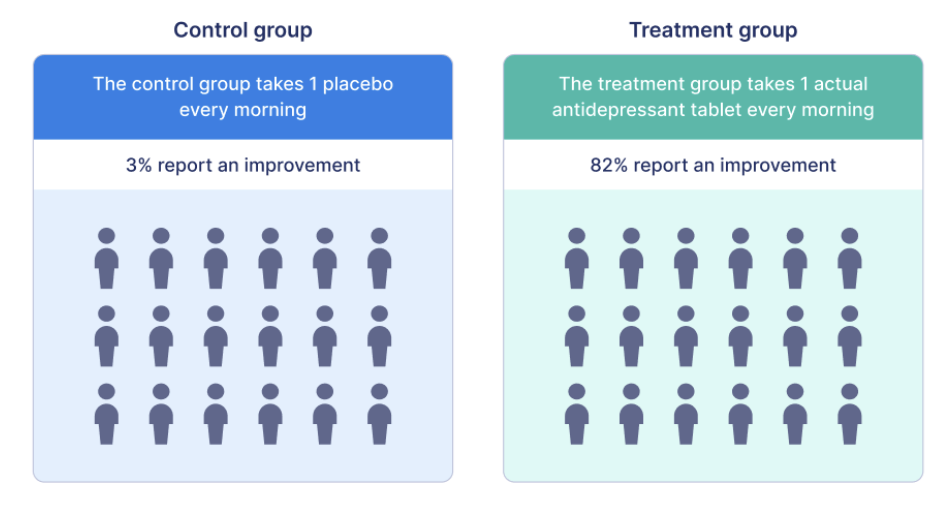 Control group
The control group takes 1 placebo
every morning
3% report an improvement
Treatment group
The treatment group takes 1 actual
antidepressant tablet every morning
82% report an improvement